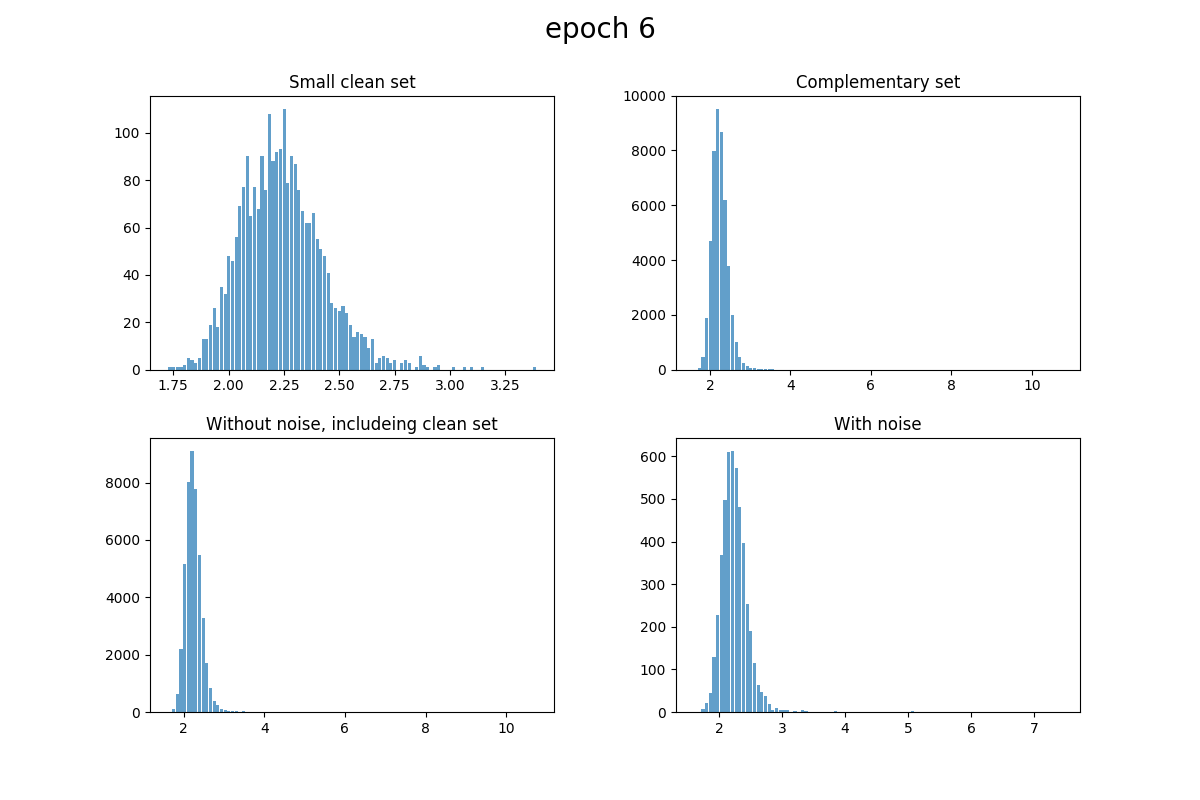 epoch 6
Small clean set
100
80
60
40
20
0
1.75 2.00 2.25 2.50 2.75 3.00 3.25
Complementary set
10000
8000
6000
4000
2000
0
2 4 6 8 10
Without noise, includeing clean set
8000
6000
4000
2000
0
2 4 6 8 10
With noise
600
500
400
300
200
100
0
2 3 4 5 6 7